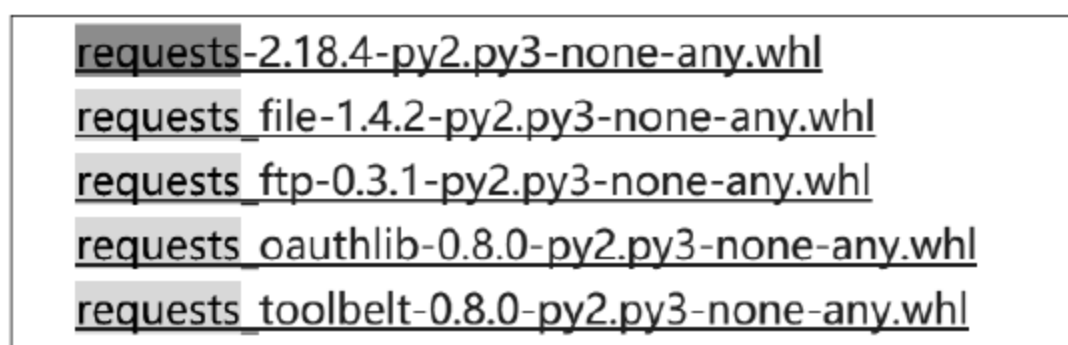 requests-2.18.4-py2.py3-none-any.whl
requests_file-1.4.2-py2.py3-none-any.whl
requests_ftp-0.3.1-py2.py3-none-any.whl
requests_oauthlib-0.8.0-py2.py3-none-any.whl
requests_toolbelt-0.8.0-py2.py3-none-any.whl